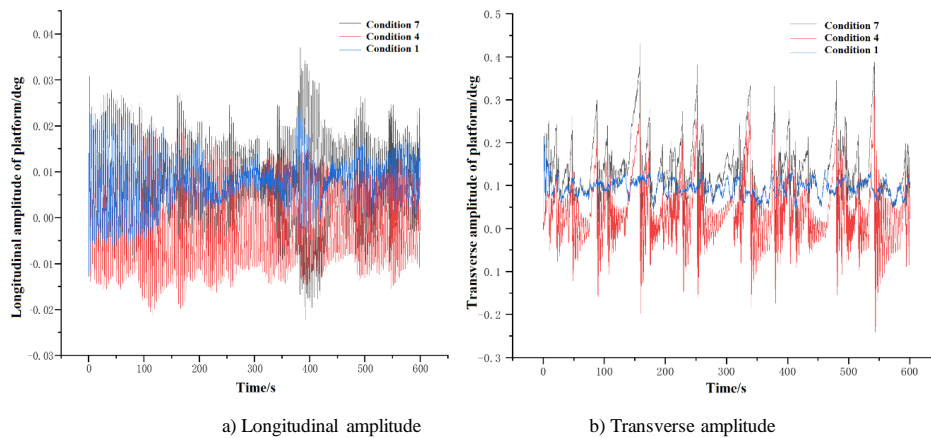 Longitudinal amplitude of platform/deg
0.04
0.03
0.02
0.01
0.00
-0.01
-0.02
-0.03
Condition 7
Condition 4
Condition 1
0
100
200
300
400
500
600
Time/s
a) Longitudinal amplitude
Transverse amplitude of platform/deg
0.5
0.4
0.3
0.2
0.1
0.0
0.1
-0.2
-0.3
Condition 7
Condition 4
Condition 1
0
100
200
300
400
500
600
Time/s
b) Transverse amplitude